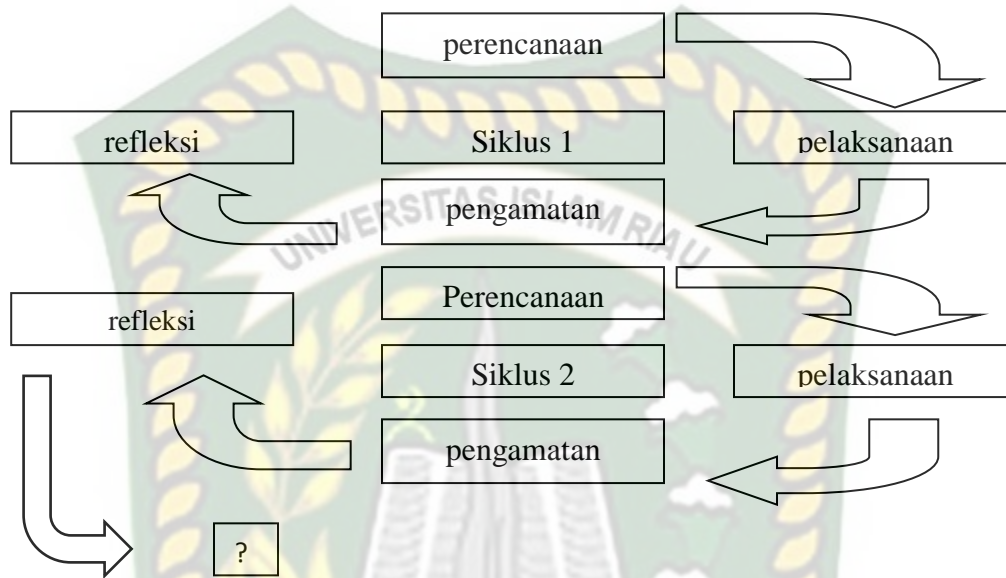 perencanaan
refleksi
Siklus 1
pelaksanaan
pengamatan
UNIVERSITAS ISLAM RIAU
Perencanaan
refleksi
Siklus 2
pelaksanaan
pengamatan
?